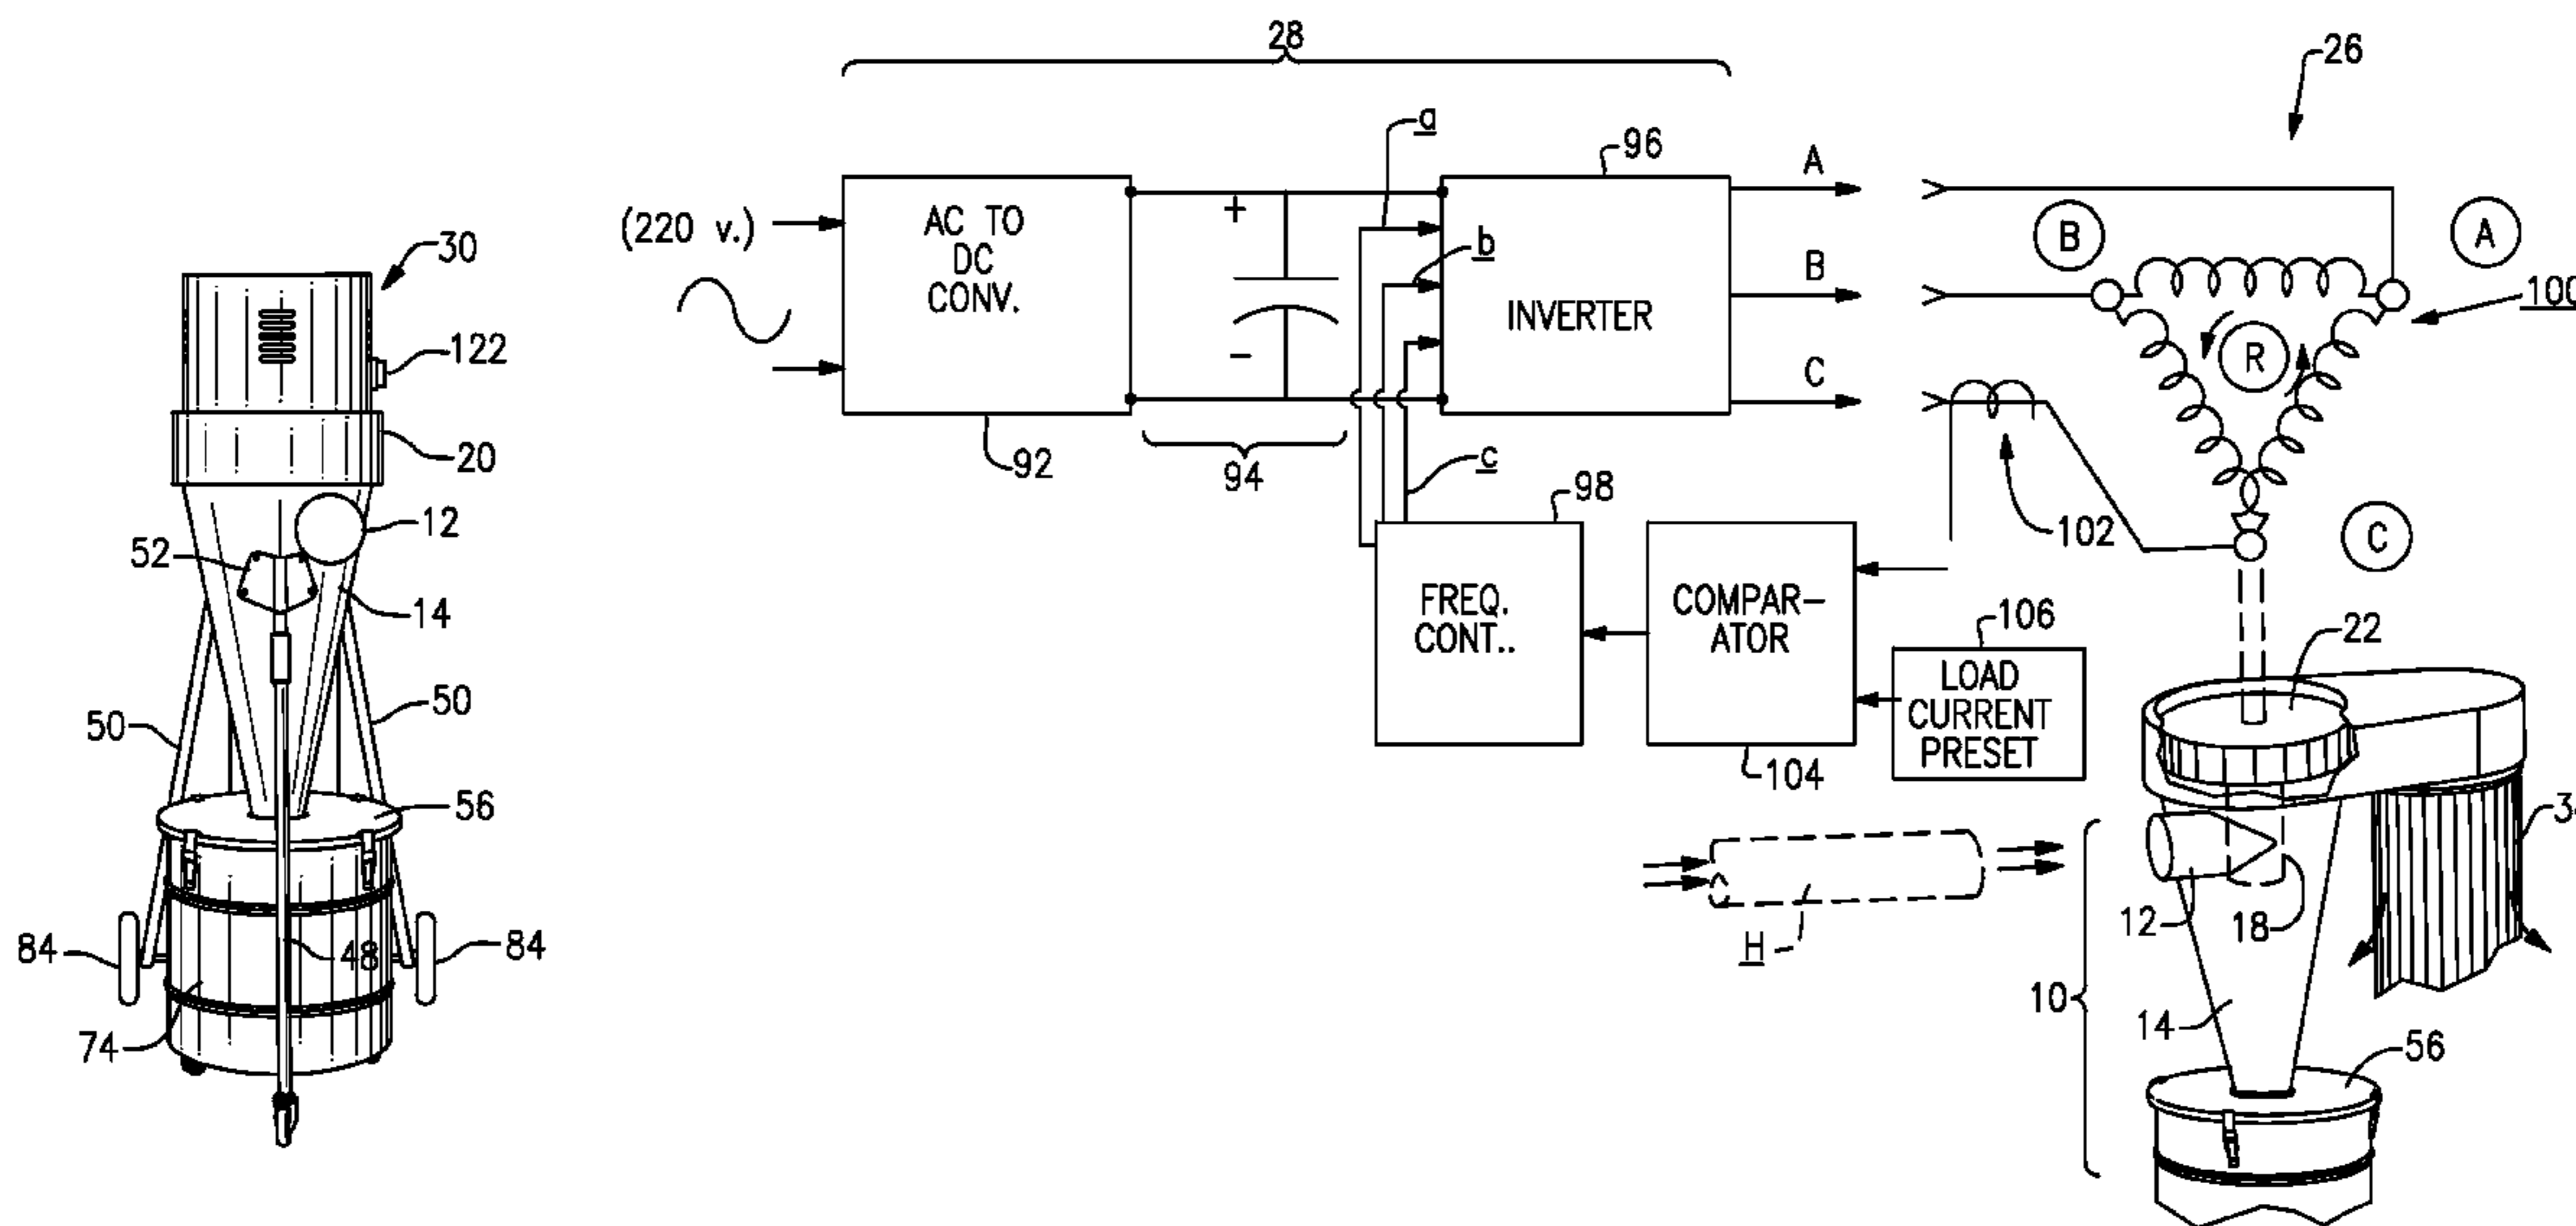 30
122
20
12
52
14
50
50
56
84
48
84
74
28
26
a
96
A
(220 v.)
AC TO
DC
CONV.
+
-
b
INVERTER
B
C
B
A
R
100
92
94
c
98
102
C
FREQ.
CONT..
COMPAR-
ATOR
106
LOAD
CURRENT
PRESET
104
22
H
12
18
10
14
56